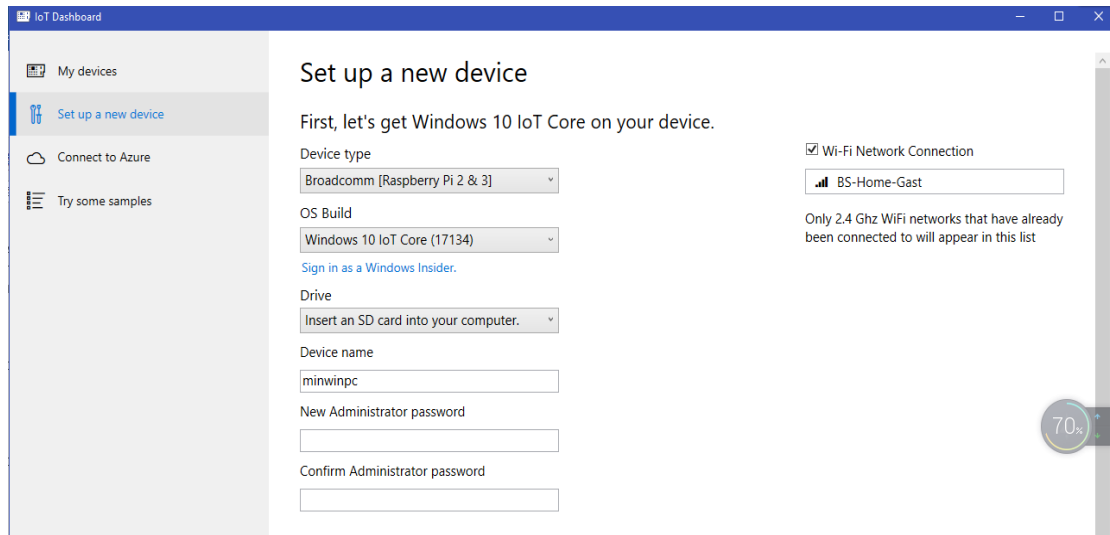 IoT Dashboard
My devices
Set up a new device
Connect to Azure
Try some samples
Set up a new device
First, let's get Windows 10 IoT Core on your device.
Device type
Broadcomm [Raspberry Pi 2 & 3]
OS Build
Windows 10 IoT Core (17134)
Sign in as a Windows Insider.
Drive
Insert an SD card into your computer.
Device name
minwinpc
New Administrator password
Confirm Administrator password
Wi-Fi Network Connection
BS-Home-Gast
Only 2.4 Ghz WiFi networks that have already
been connected to will appear in this list
70%